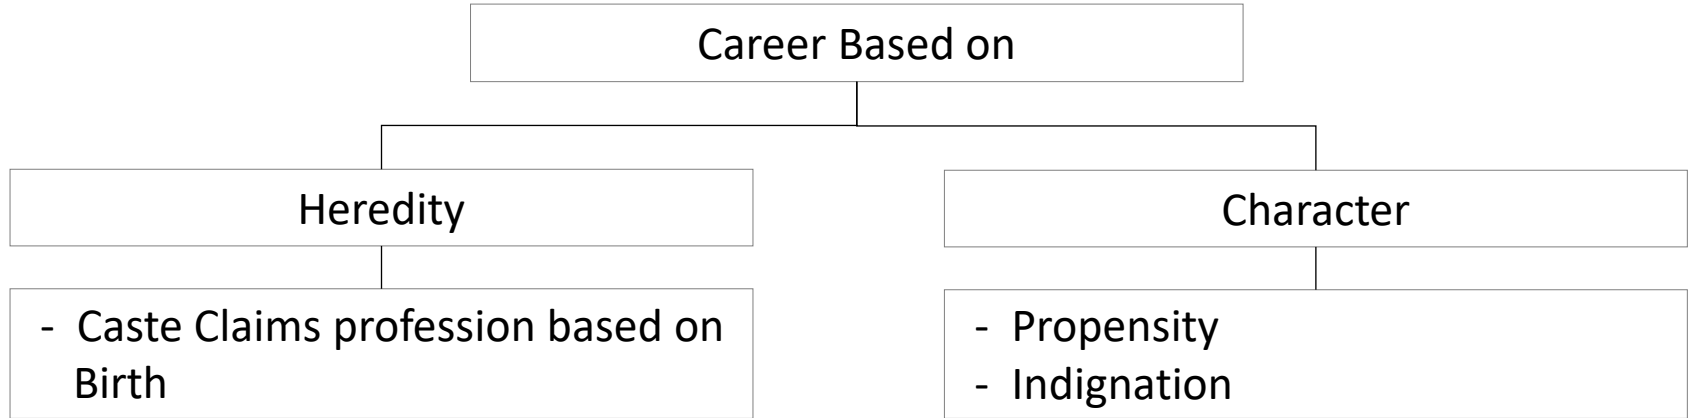 Career Based on
Heredity
Character
- Caste Claims profession based on
Birth
- Propensity
- Indignation